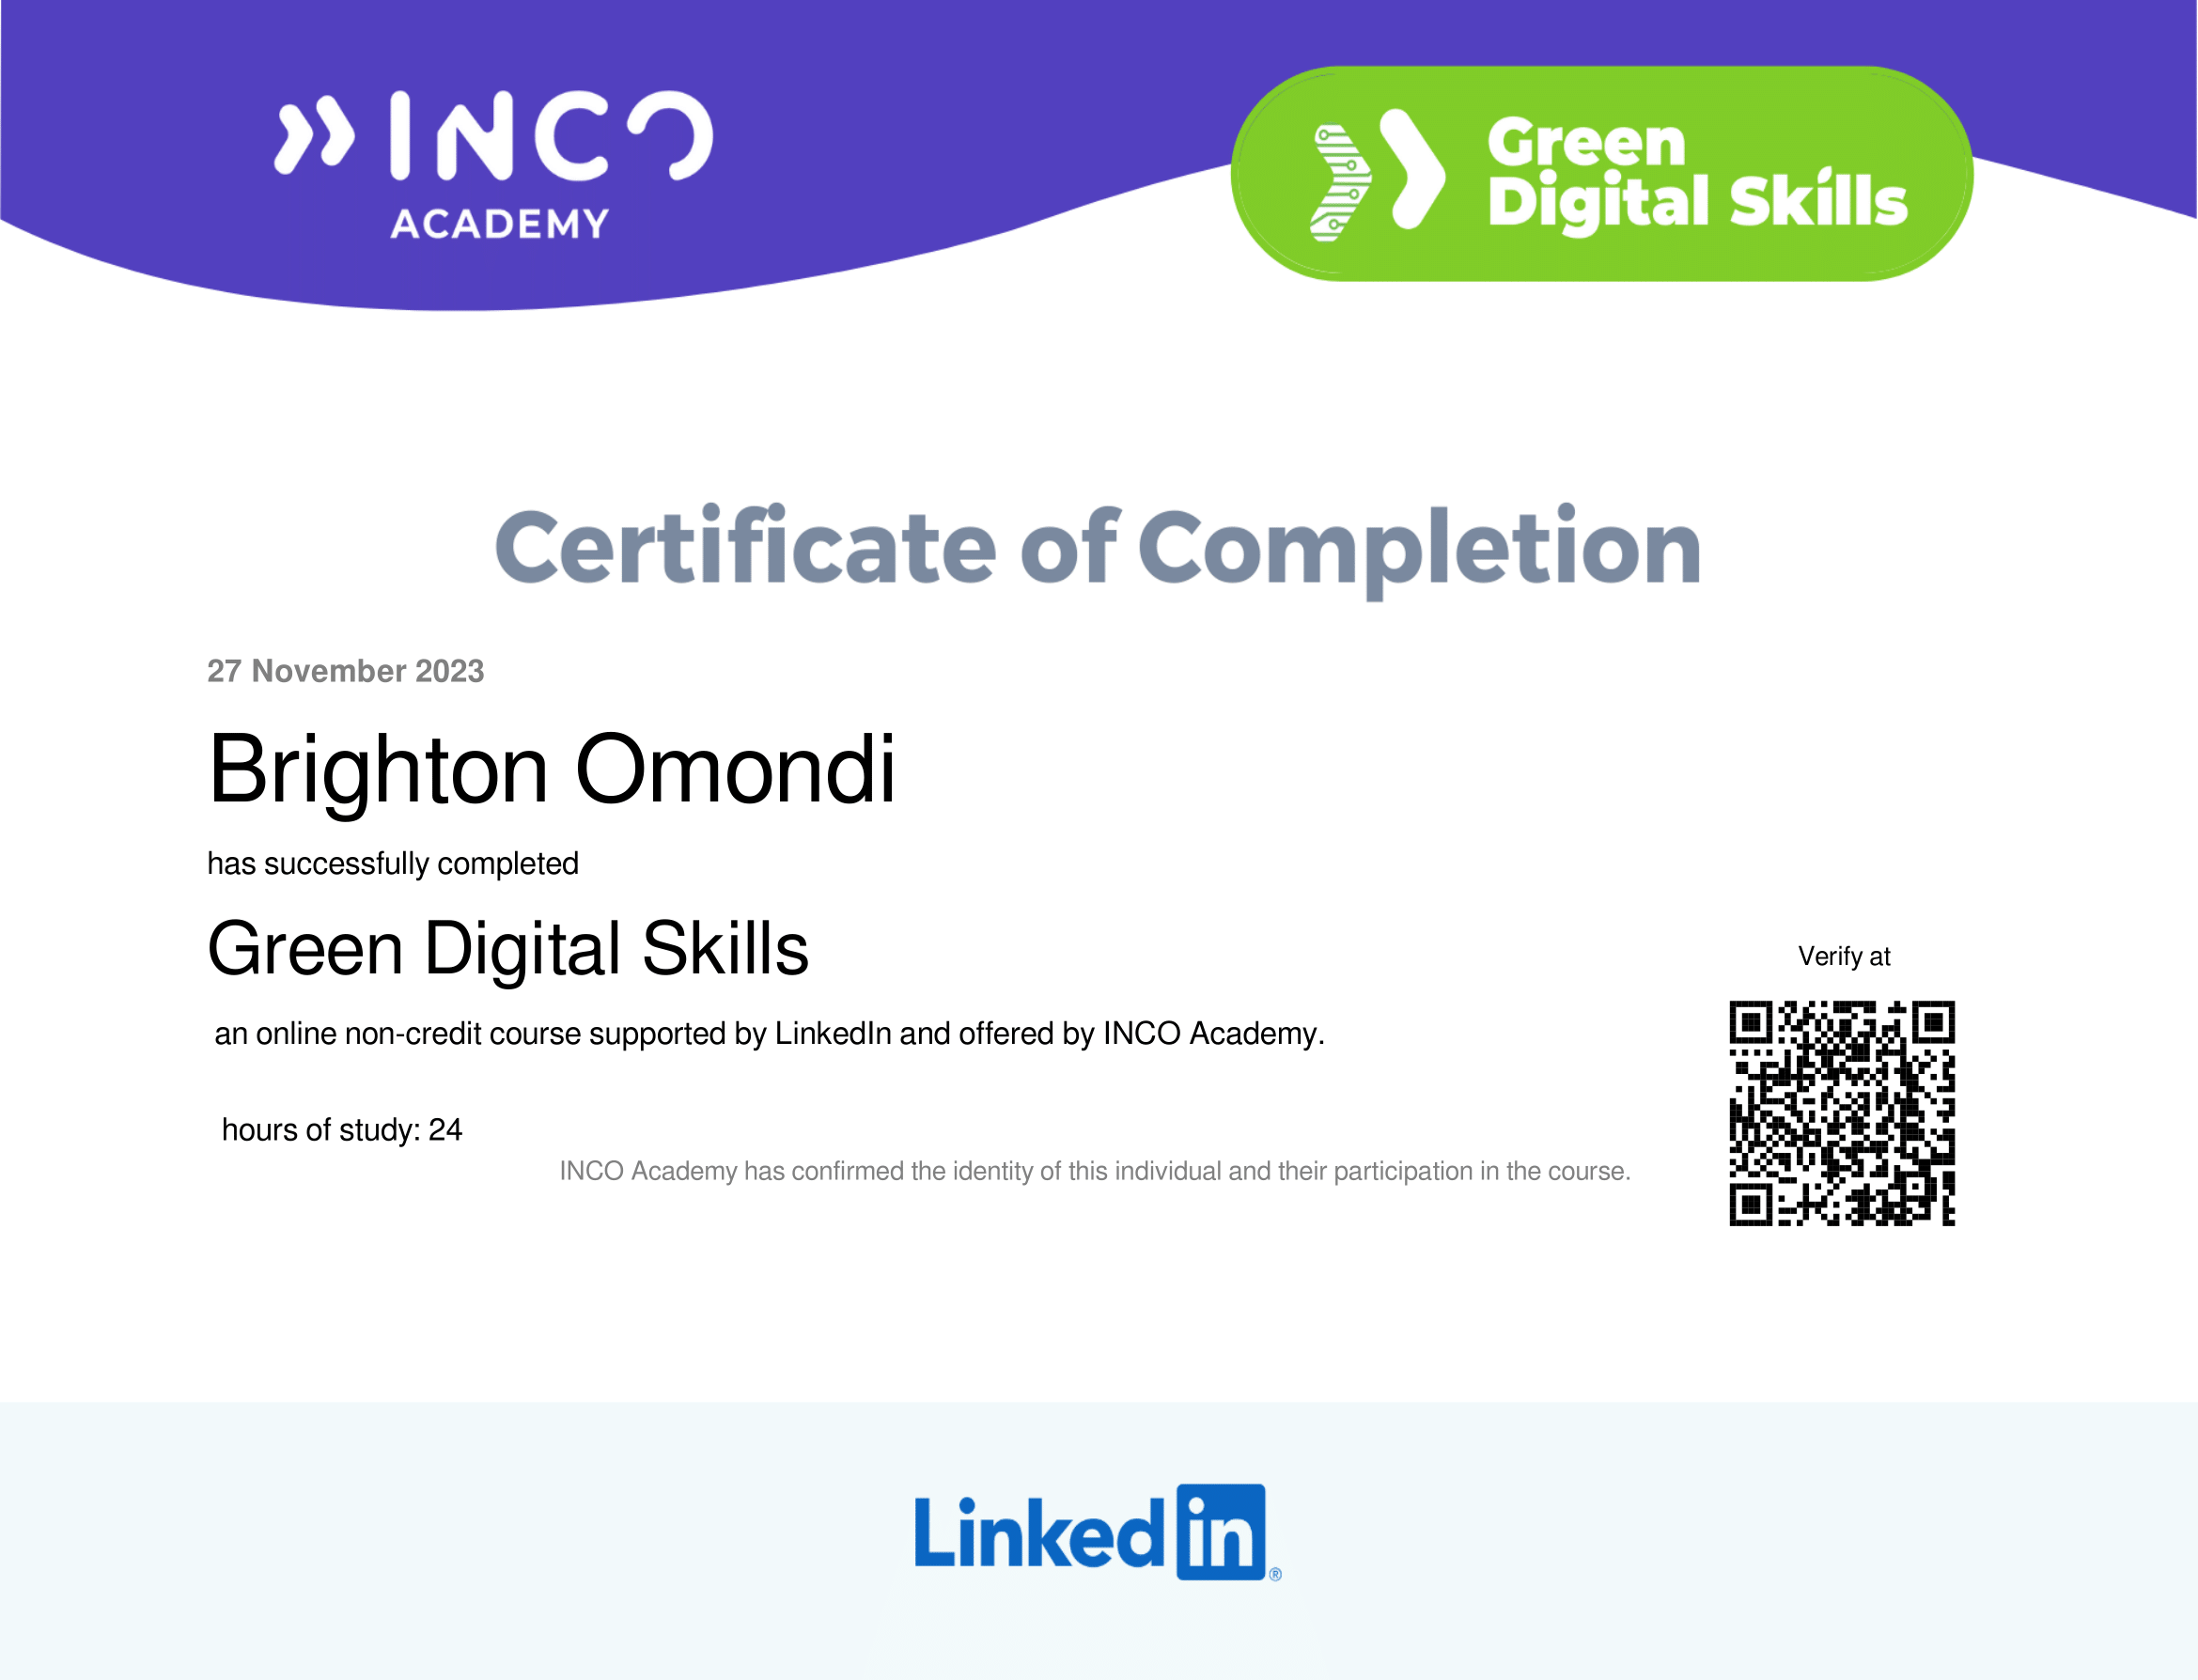 INCO
ACADEMY
Green
Digital Skills
Certificate of Completion
27 November 2023
Brighton Omondi
has successfully completed
Green Digital Skills
an online non-credit course supported by LinkedIn and offered by INCO Academy.
Verify at
hours of study: 24
INCO Academy has confirmed the identity of this individual and their participation in the course.
Linked in ®